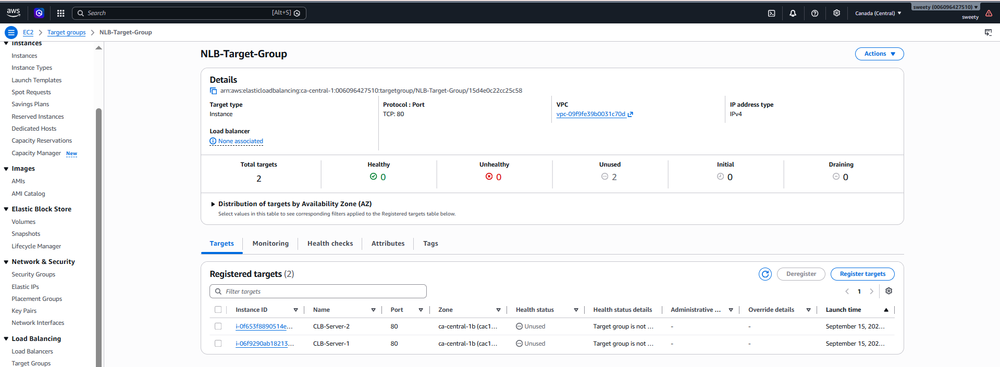 aws
Search
[Alt+S]
Canada (Central)
sweety (006096427510)
sweety
EC2
Target groups
NLB-Target-Group
Instances
Instances
Instance Types
Launch Templates
Spot Requests
Savings Plans
Reserved Instances
Dedicated Hosts
Capacity Reservations
Capacity Manager New
Images
AMIs
AMI Catalog
Elastic Block Store
Volumes
Snapshots
Lifecycle Manager
Network & Security
Security Groups
Elastic IPs
Placement Groups
Key Pairs
Network Interfaces
Load Balancing
Load Balancers
Target Groups
NLB-Target-Group
Actions
Details
arn:aws:elasticloadbalancing:ca-central-1:006096427510:targetgroup/NLB-Target-Group/15d4e0c22cc25c58
Target type
Instance
Protocol : Port
TCP: 80
VPC
vpc-09f9fe39b0031c70d
IP address type
IPv4
Load balancer
None associated
Total targets
2
Healthy
0
Unhealthy
0
Unused
2
Initial
0
Draining
0
Distribution of targets by Availability Zone (AZ)
Select values in this table to see corresponding filters applied to the Registered targets table below.
Targets Monitoring Health checks Attributes Tags
Registered targets (2)
Deregister
Register targets
Filter targets
1
Instance ID Name Port Zone Health status Health status details Administrative ... Override details Launch time
i-0f653f8890514e... CLB-Server-2 80 ca-central-1b (cac1... Unused Target group is not ... - - September 15, 202...
i-06f9290ab18213... CLB-Server-1 80 ca-central-1b (cac1... Unused Target group is not ... - - September 15, 202...